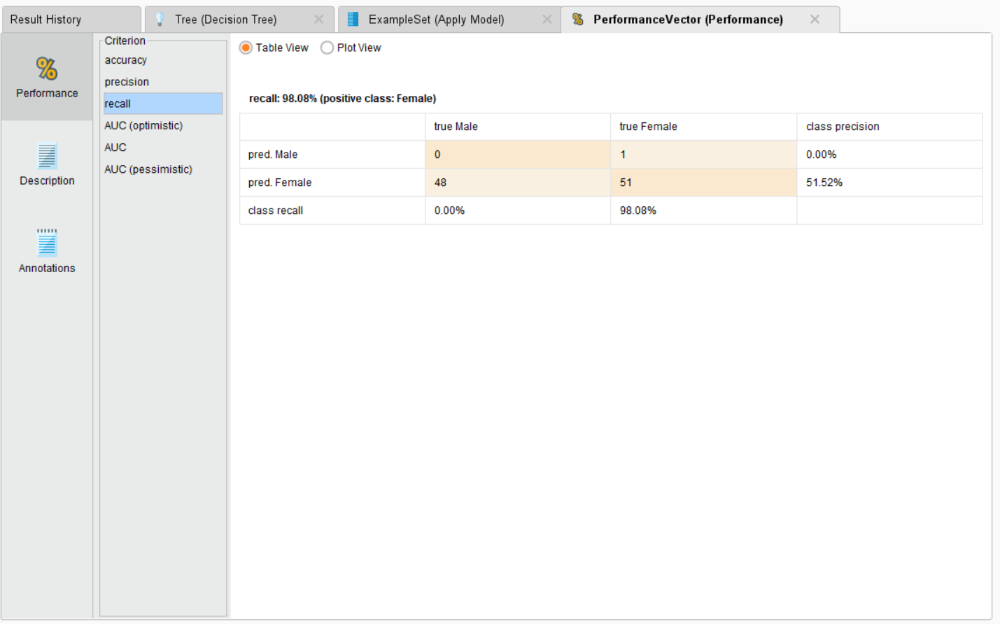 Result History
Tree (Decision Tree)
ExampleSet (Apply Model)
PerformanceVector (Performance)
Performance
Description
Annotations
Criterion
accuracy
precision
recall
AUC (optimistic)
AUC
AUC (pessimistic)
Table View Plot View
recall: 98.08% (positive class: Female)
true Male true Female class precision
pred. Male 0 1 0.00%
pred. Female 48 51 51.52%
class recall 0.00% 98.08%